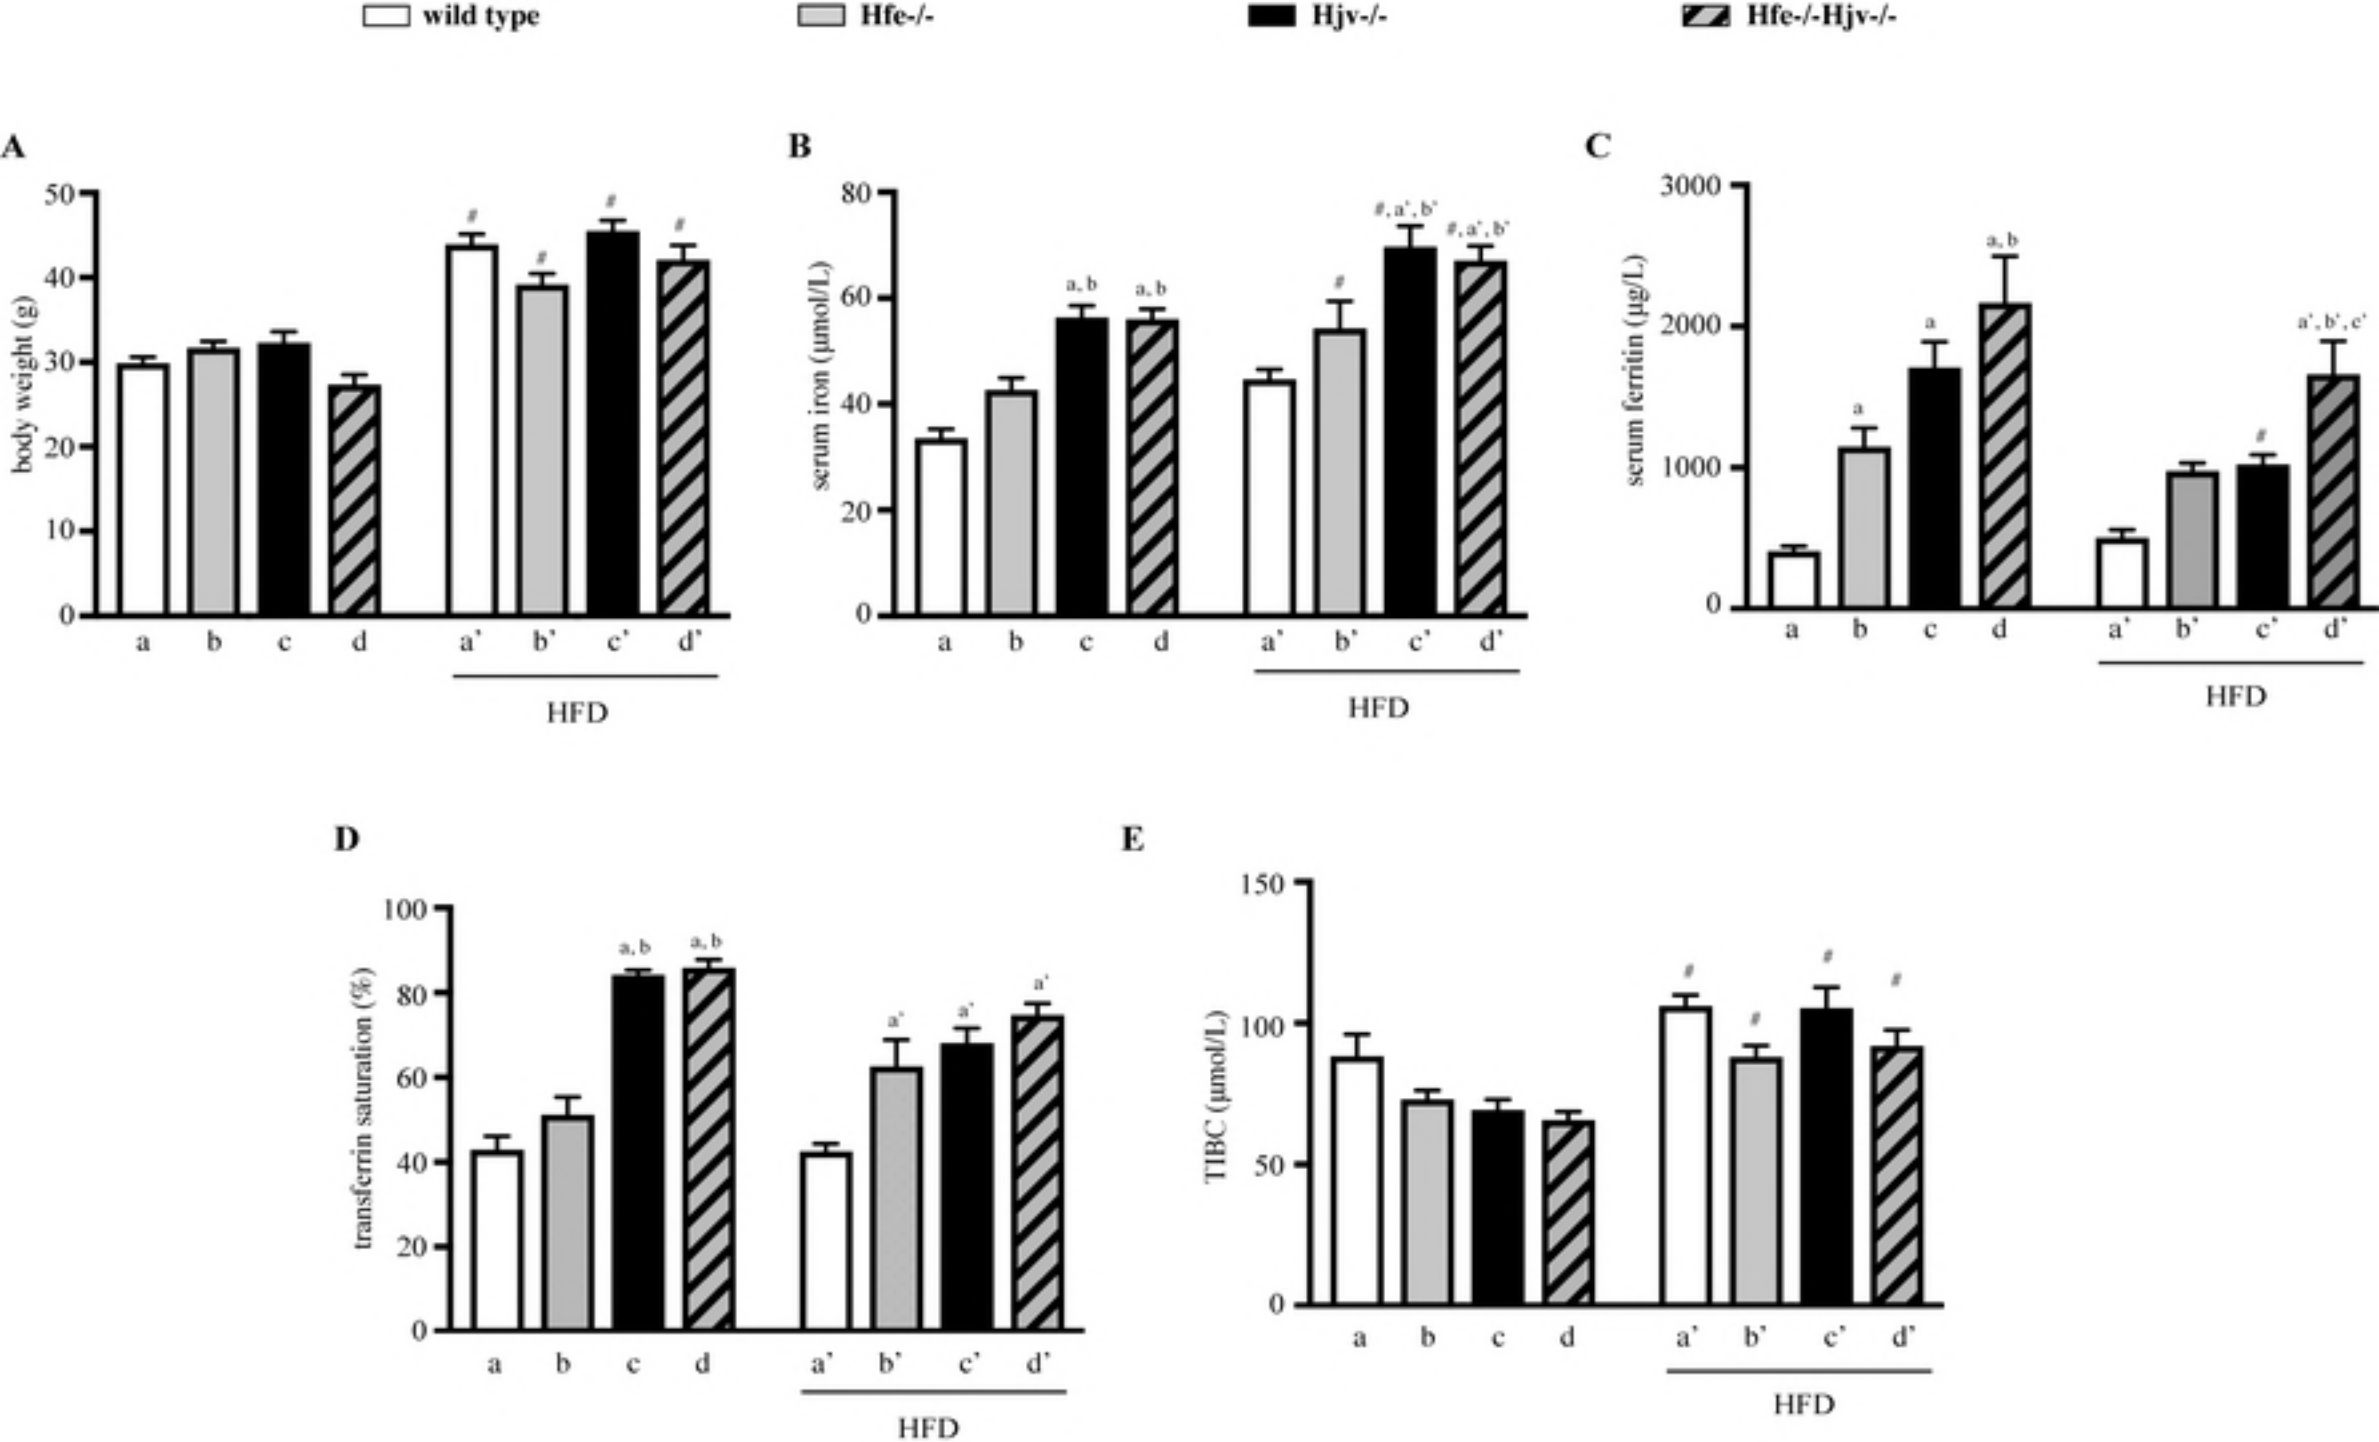 wild type Hfe-/- Hjv-/- Hfe-/-Hjv-/-
A
body weight (g)
50
40
30
20
10
0
# # # #
a b c d a’ b’ c’ d’
HFD
B
serum iron (μmol/L)
80
60
40
20
0
a, b a, b # #, a’, b’ #, a’, b’
a b c d a’ b’ c’ d’
HFD
C
serum ferritin (μg/L)
3000
2000
1000
0
a a a, b # a’, b’, c’
a b c d a’ b’ c’ d’
HFD
D
transferrin saturation (%)
100
80
60
40
20
0
a, b a, b a’ a’ a’
a b c d a’ b’ c’ d’
HFD
E
TIBC (μmol/L)
150
100
50
0
# # # #
a b c d a’ b’ c’ d’
HFD